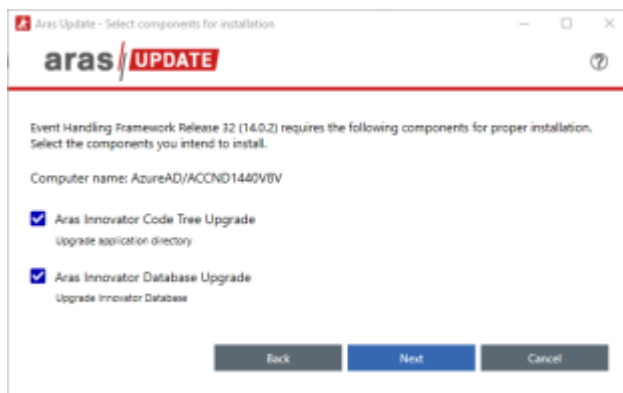 Aras Update - Select components for installation
aras UPDATE
?
Event Handling Framework Release 32 (14.0.2) requires the following components for proper installation.
Select the components you intend to install.
Computer name: AzureAD/ACCND1440V8V
Aras Innovator Code Tree Upgrade
Upgrade application directory
Aras Innovator Database Upgrade
Upgrade Innovator Database
Back Next Cancel